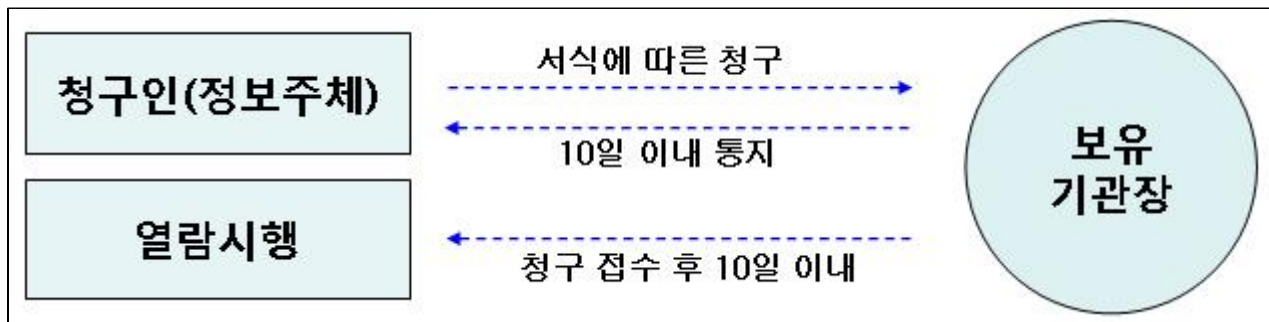 청구인(정보주체)
서식에 따른 청구
10일 이내 통지
보유
기관장
열람시행
청구 접수 후 10일 이내